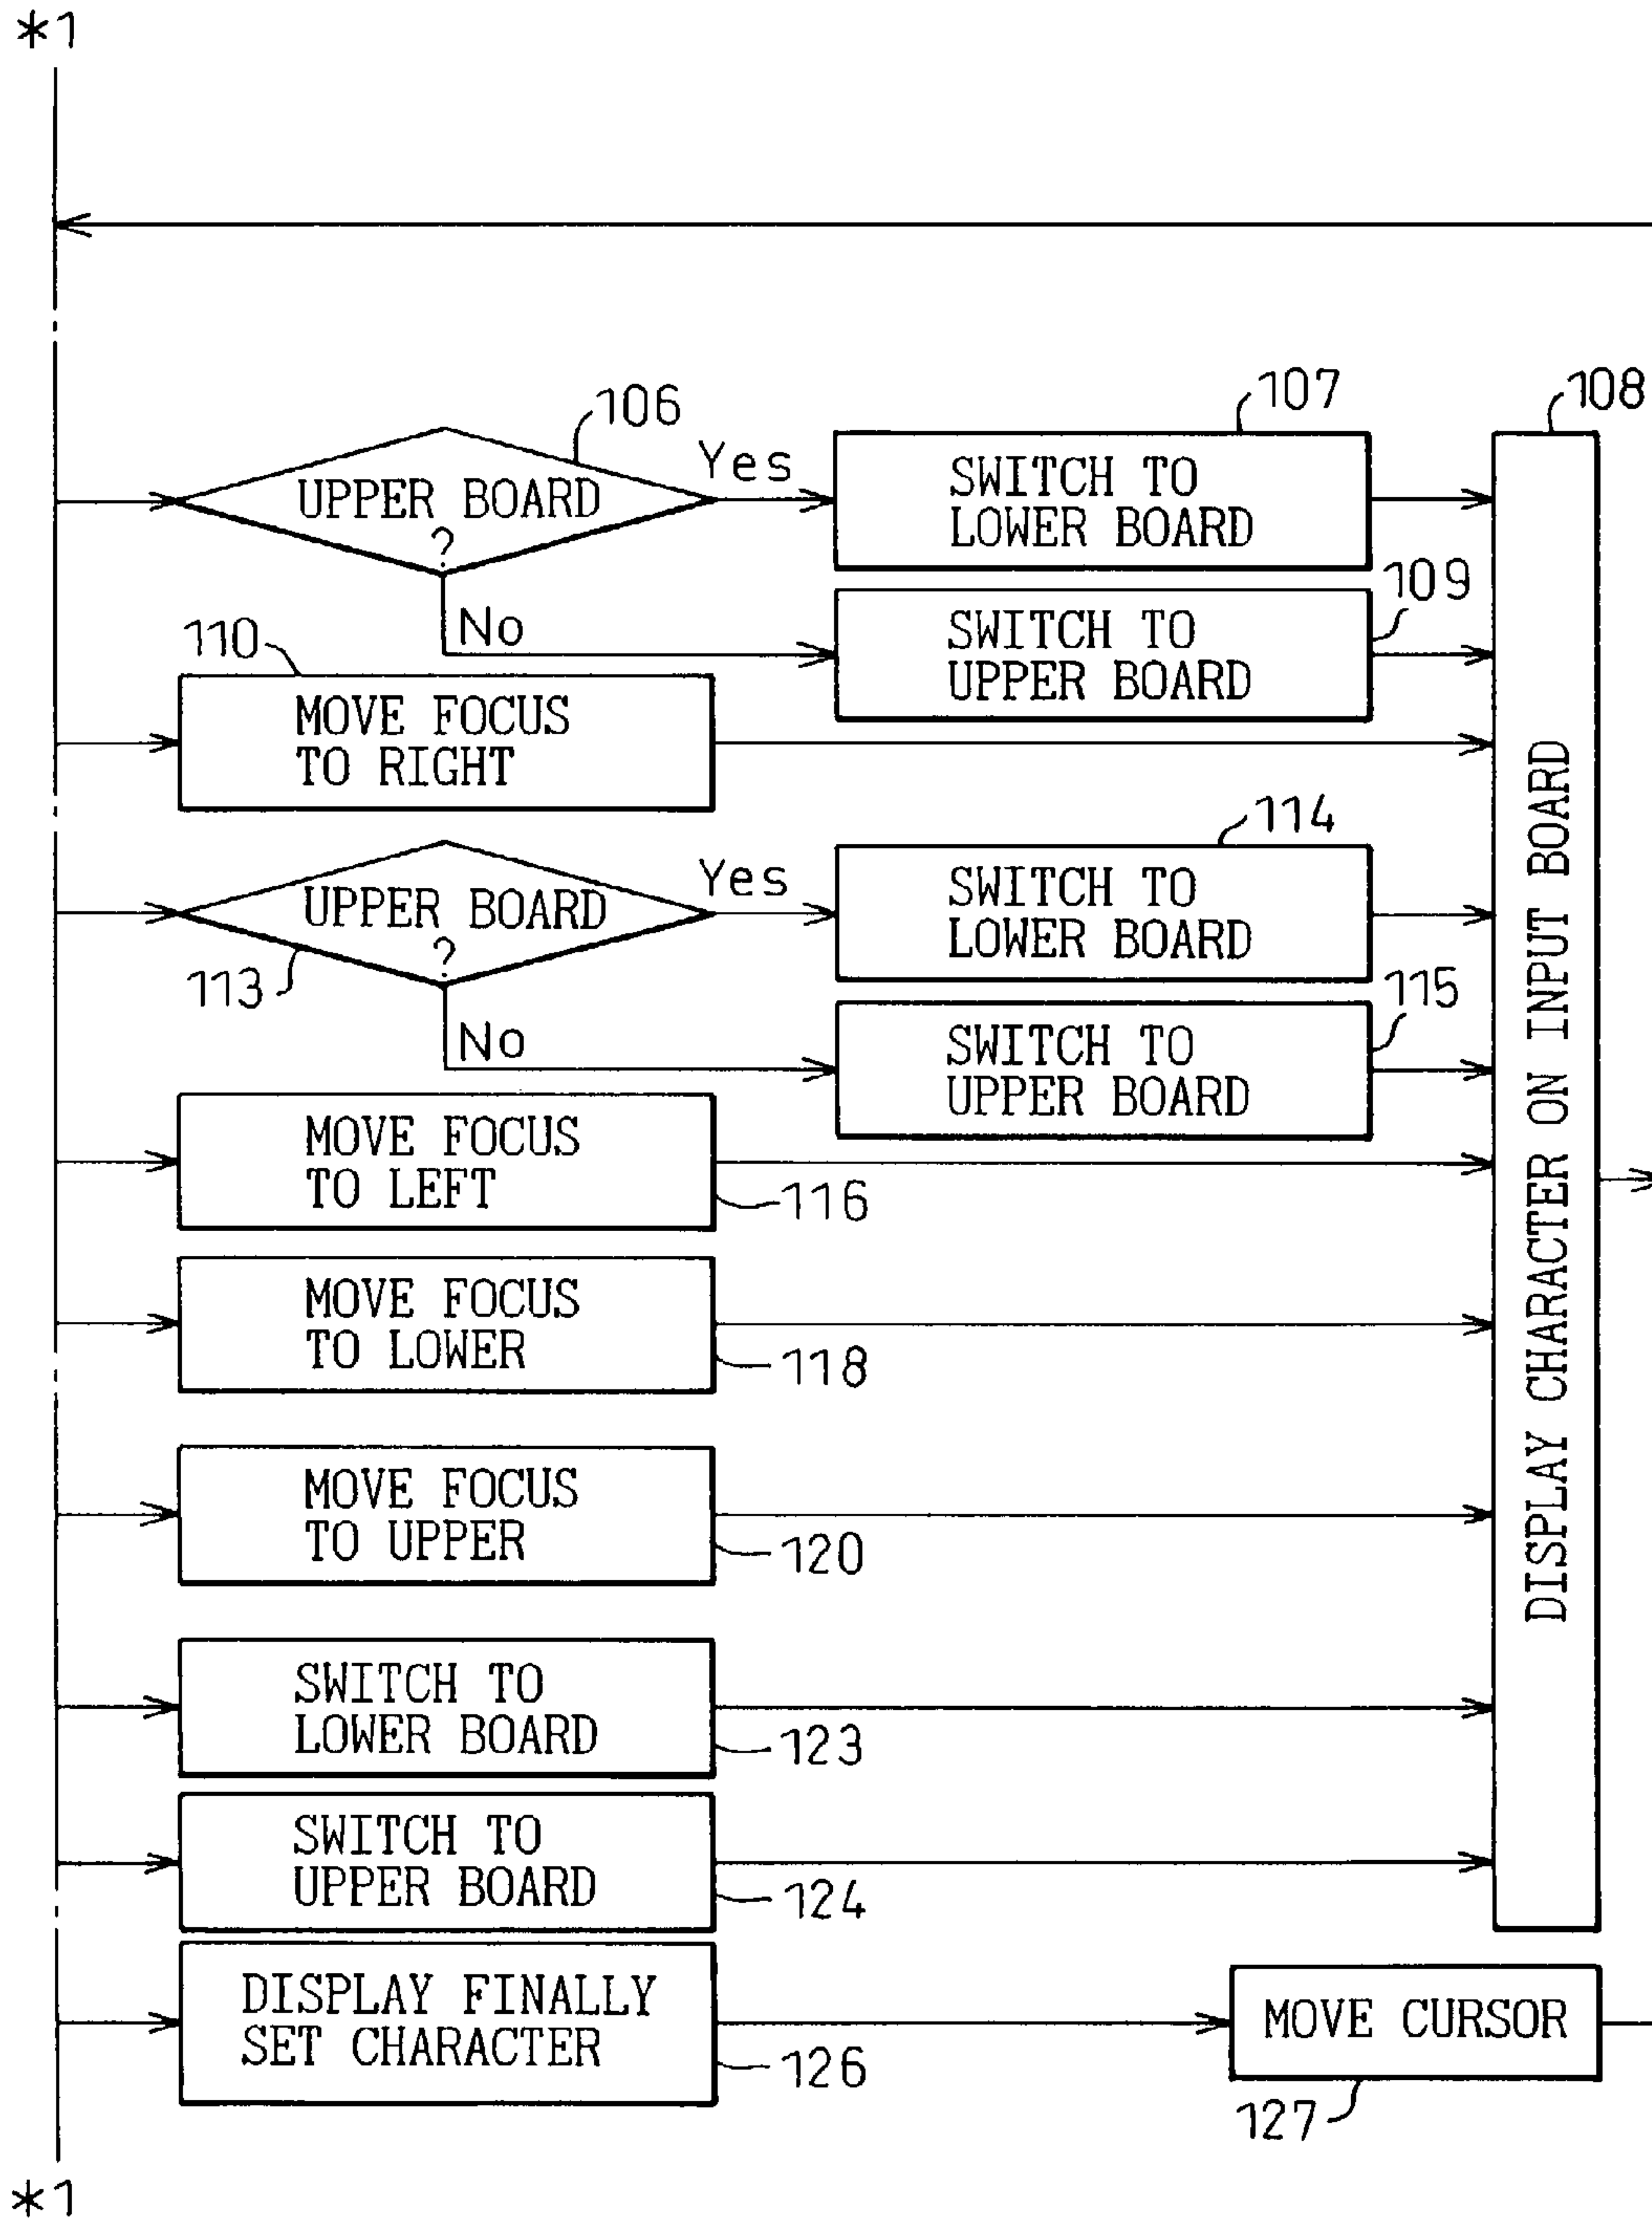 *1
106
107
108
UPPER BOARD
?
Yes
SWITCH TO
LOWER BOARD
109
No
SWITCH TO
UPPER BOARD
110
MOVE FOCUS
TO RIGHT
114
UPPER BOARD
?
Yes
SWITCH TO
LOWER BOARD
113
115
No
SWITCH TO
UPPER BOARD
MOVE FOCUS
TO LEFT
116
MOVE FOCUS
TO LOWER
118
MOVE FOCUS
TO UPPER
120
SWITCH TO
LOWER BOARD
123
SWITCH TO
UPPER BOARD
124
DISPLAY CHARACTER ON INPUT BOARD
DISPLAY FINALLY
SET CHARACTER
126
MOVE CURSOR
127
*1